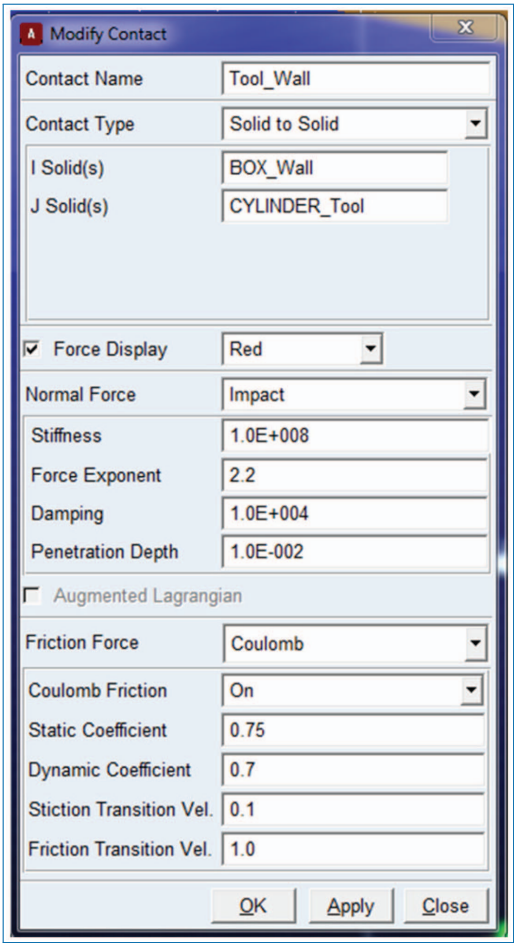 A Modify Contact X
Contact Name Tool_Wall
Contact Type Solid to Solid
I Solid(s) BOX_Wall
J Solid(s) CYLINDER_Tool
Force Display Red
Normal Force Impact
Stiffness 1.0E+008
Force Exponent 2.2
Damping 1.0E+004
Penetration Depth 1.0E-002
Augmented Lagrangian
Friction Force Coulomb
Coulomb Friction On
Static Coefficient 0.75
Dynamic Coefficient 0.7
Stiction Transition Vel. 0.1
Friction Transition Vel. 1.0
OK Apply Close